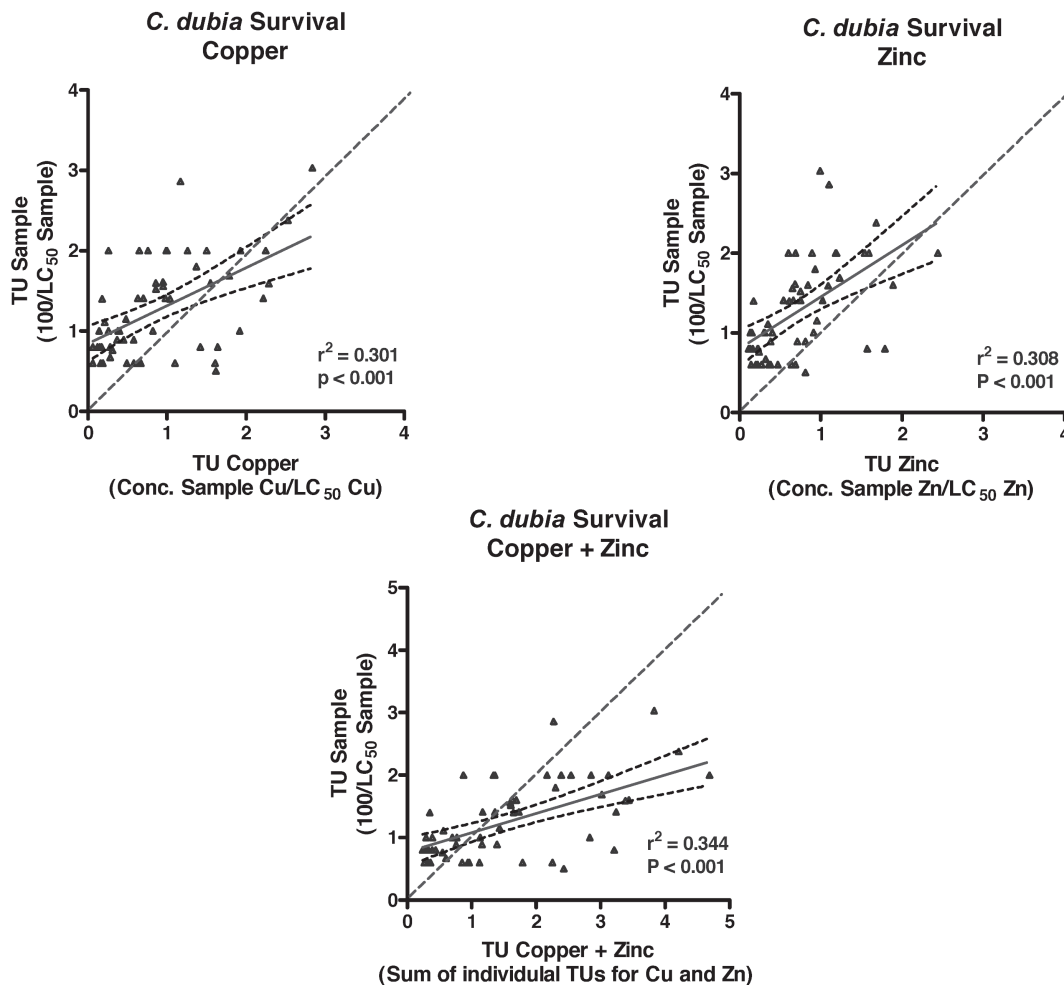 C. dubia Survival
Copper
4
3
2
1
0
TU Sample
(100/LC50 Sample)
r2 = 0.301
p < 0.001
0 1 2 3 4
TU Copper
(Conc. Sample Cu/LC50 Cu)
C. dubia Survival
Zinc
4
3
2
1
0
TU Sample
(100/LC50 Sample)
r2 = 0.308
P < 0.001
0 1 2 3 4
TU Zinc
(Conc. Sample Zn/LC50 Zn)
C. dubia Survival
Copper + Zinc
5
4
3
2
1
0
TU Sample
(100/LC50 Sample)
r2 = 0.344
P < 0.001
0 1 2 3 4 5
TU Copper + Zinc
(Sum of individulal TUs for Cu and Zn)